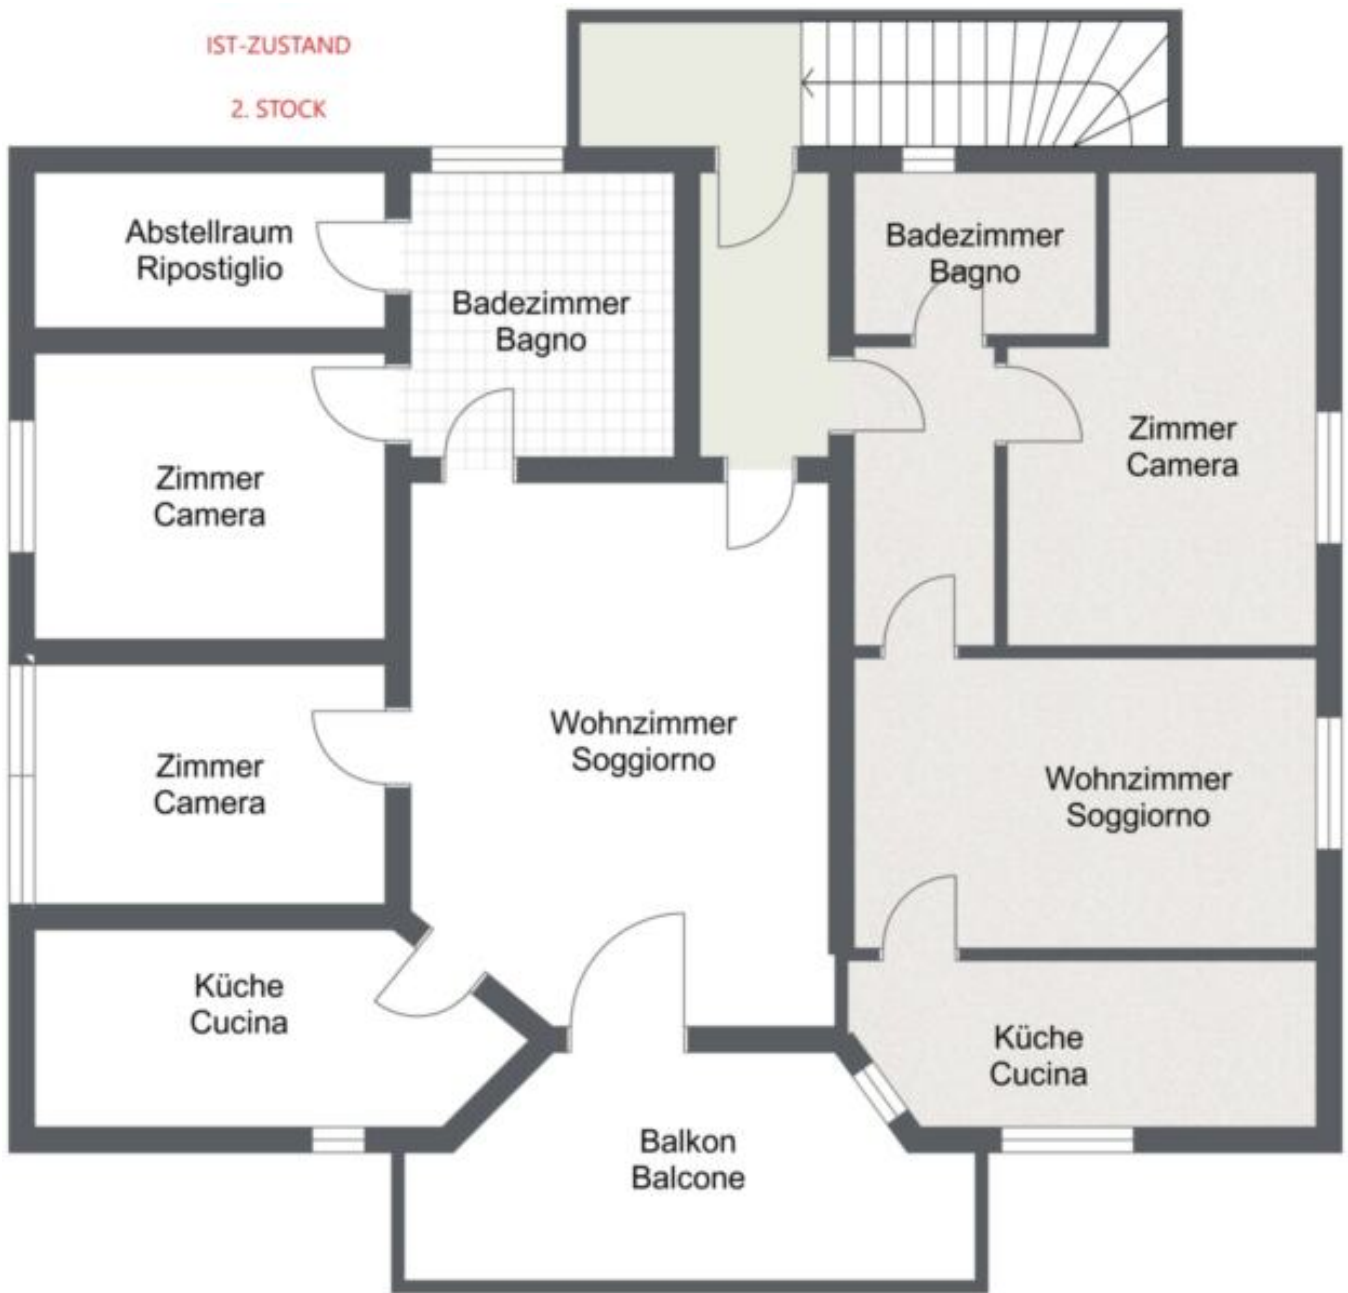 IST-ZUSTAND
2. STOCK
Abstellraum
Ripostiglio
Badezimmer
Bagno
Badezimmer
Bagno
Zimmer
Camera
Zimmer
Camera
Zimmer
Camera
Wohnzimmer
Soggiorno
Wohnzimmer
Soggiorno
Küche
Cucina
Küche
Cucina
Balkon
Balcone